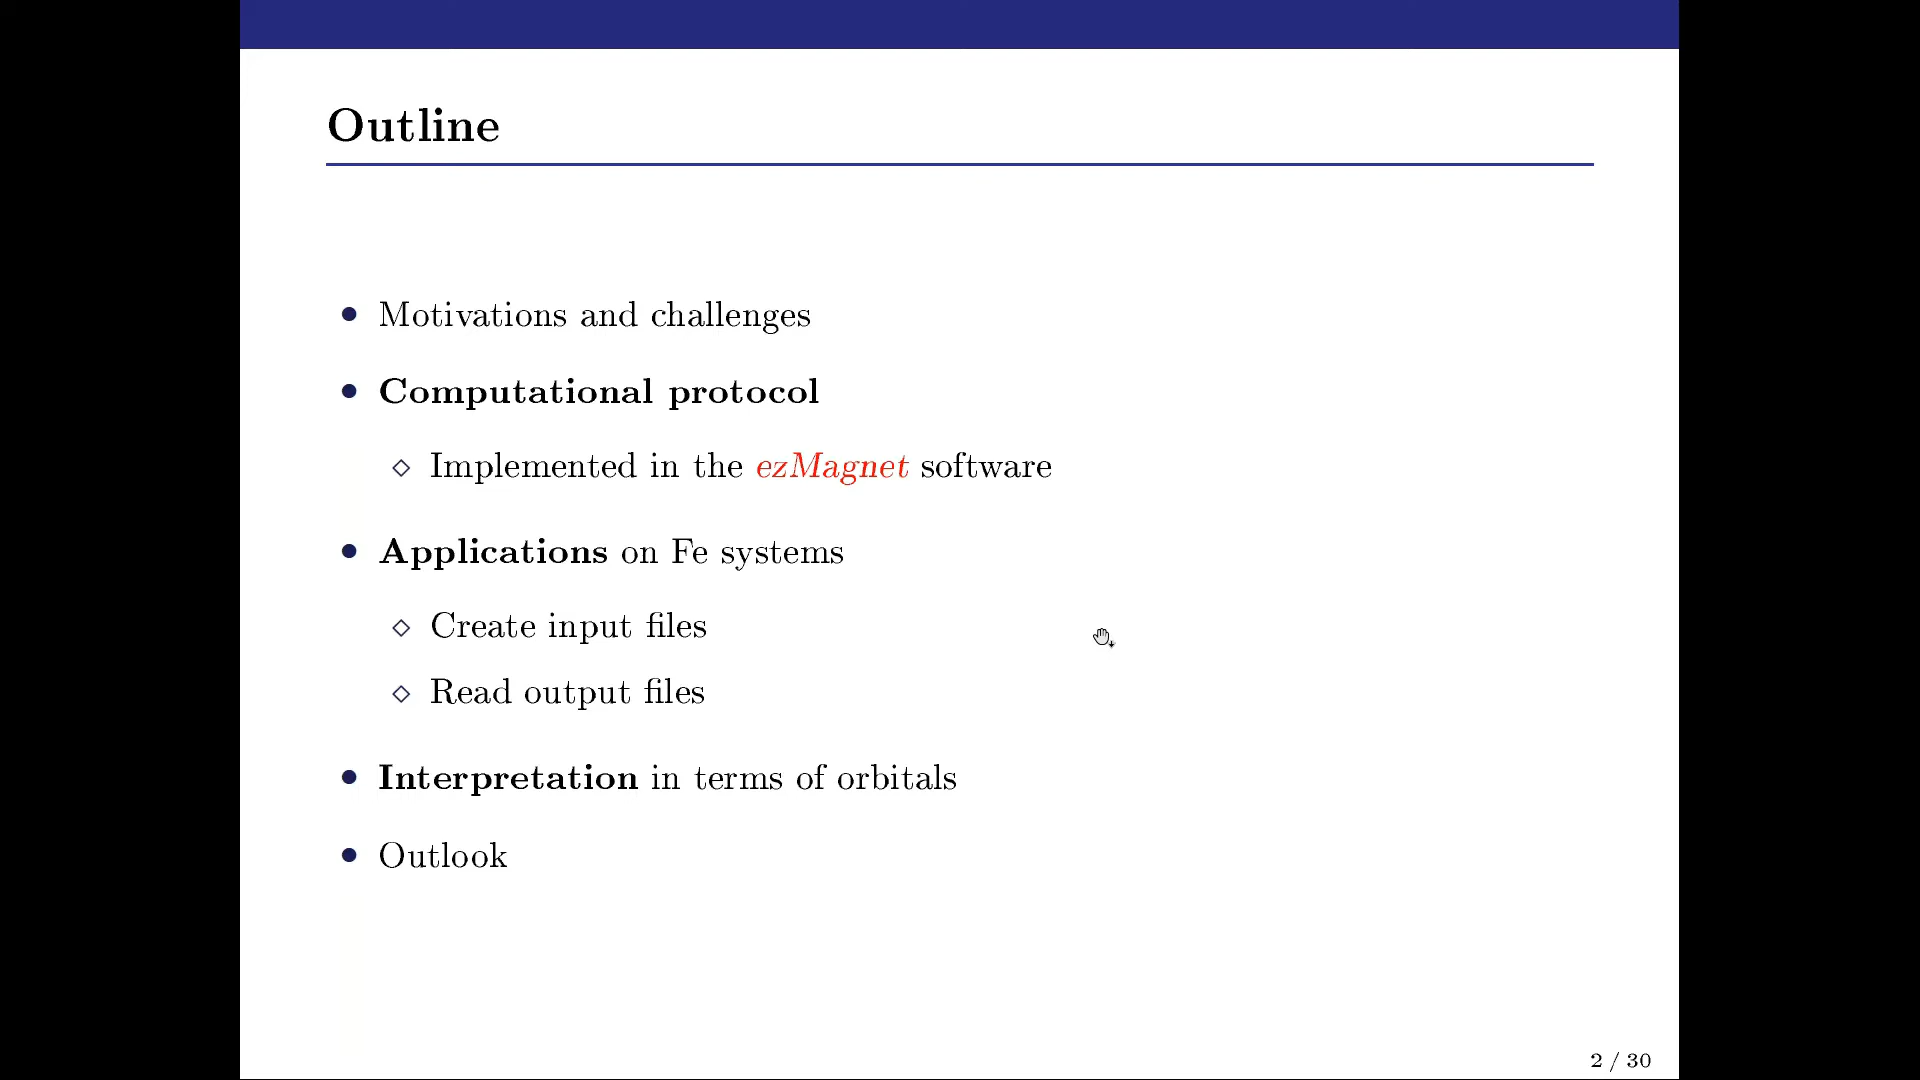 Outline
• Motivations and challenges
• Computational protocol
⋄ Implemented in the ezMagnet software
• Applications on Fe systems
⋄ Create input files
⋄ Read output files
• Interpretation in terms of orbitals
• Outlook
2 / 30